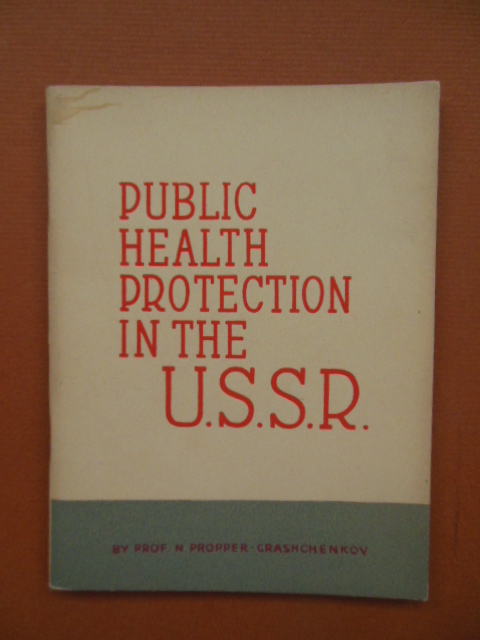 PUBLIC
HEALTH
PROTECTION
IN THE
U.S.S.R.
BY PROF. N PROPPER-GRASHCHENKOV